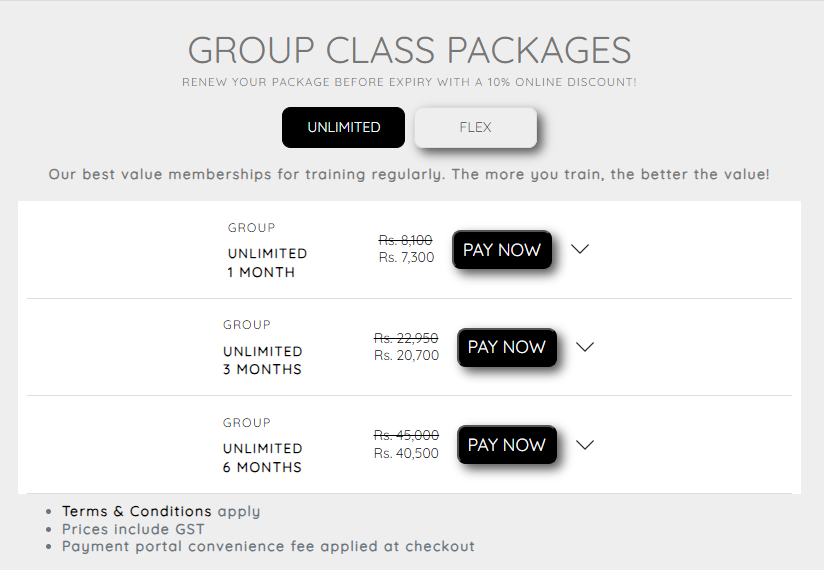 GROUP CLASS PACKAGES
RENEW YOUR PACKAGE BEFORE EXPIRY WITH A 10% ONLINE DISCOUNT!
UNLIMITED
FLEX
Our best value memberships for training regularly. The more you train, the better the value!
GROUP
UNLIMITED
1 MONTH
Rs. 8,100
Rs. 7,300
PAY NOW
GROUP
UNLIMITED
3 MONTHS
Rs. 22,950
Rs. 20,700
PAY NOW
GROUP
UNLIMITED
6 MONTHS
Rs. 45,000
Rs. 40,500
PAY NOW
Terms & Conditions apply
Prices include GST
Payment portal convenience fee applied at checkout